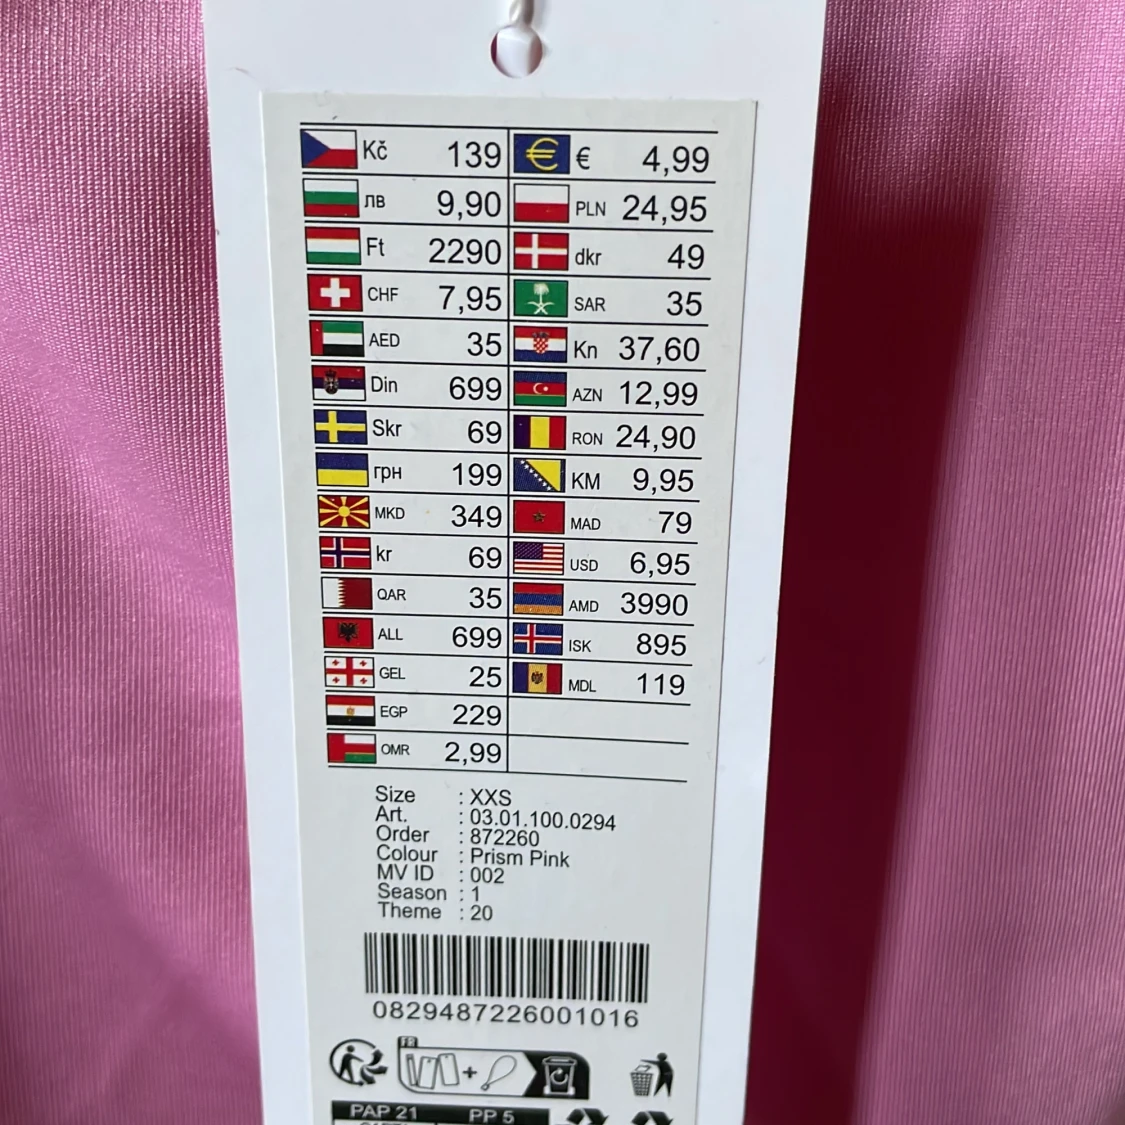 Kč 139 € 4,99
лв 9,90 PLN 24,95
Ft 2290 dkr 49
CHF 7,95 SAR 35
AED 35 Kn 37,60
Din 699 AZN 12,99
Skr 69 RON 24,90
грн 199 KM 9,95
MKD 349 MAD 79
kr 69 USD 6,95
QAR 35 AMD 3990
ALL 699 ISK 895
GEL 25 MDL 119
EGP 229
OMR 2,99
Size : XXS
Art. : 03.01.100.0294
Order : 872260
Colour : Prism Pink
MV ID : 002
Season : 1
Theme : 20
0829487226001016
FR
PAP 21 PP 5